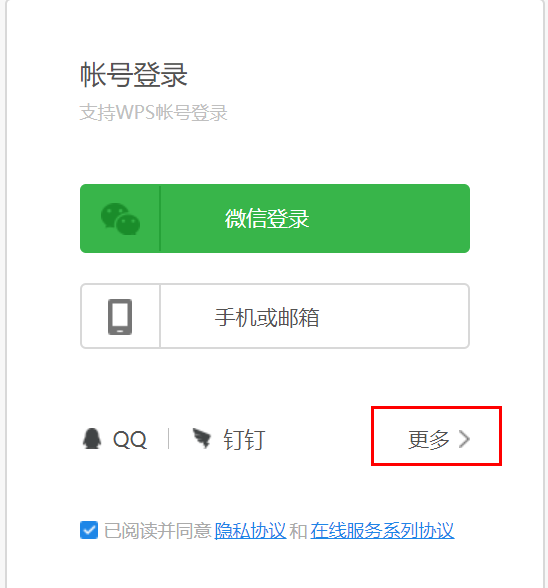 帐号登录
支持WPS帐号登录
微信登录
手机或邮箱
QQ 钉钉 更多
已阅读并同意 隐私协议 和 在线服务系列协议